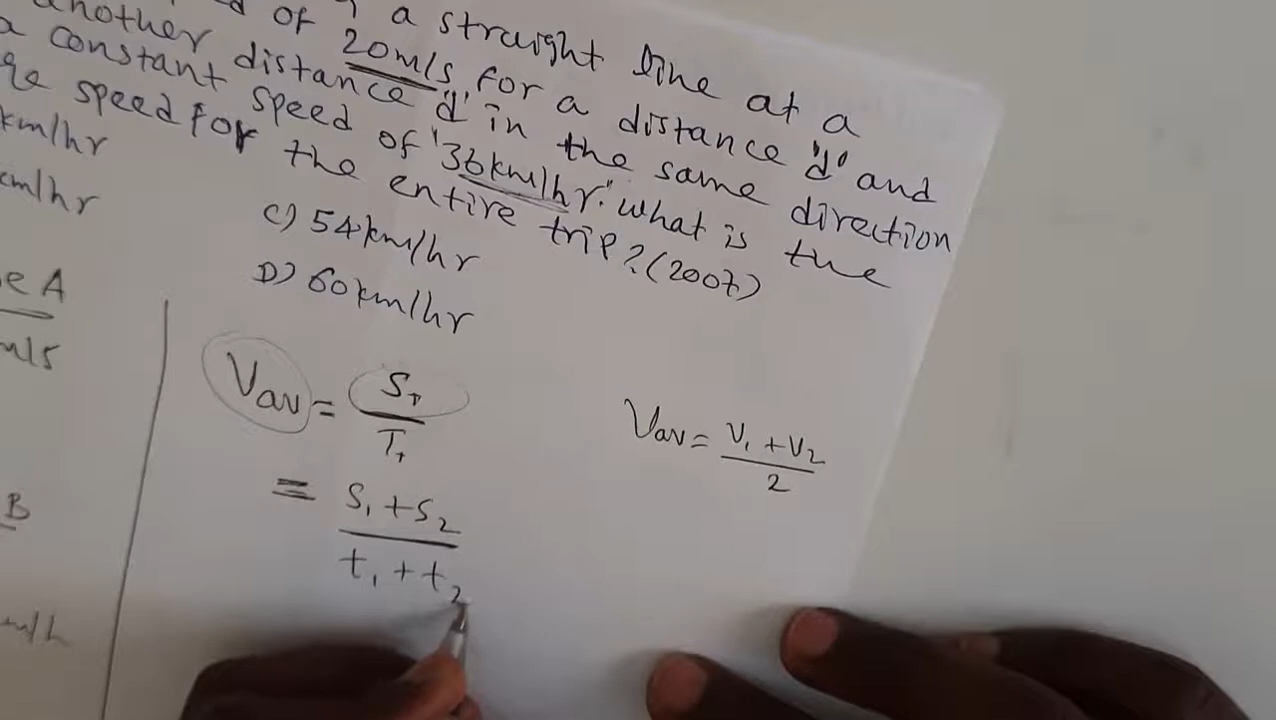 of a straight line at a
another distance of 20m/s for a distance 'd' and
a constant speed 'd' in the same direction
speed for of '36km/hr.' what is the
km/hr the entire trip? (2007)
km/hr C) 54km/hr
D) 60km/hr
e A
m/s
Vav = ST/TT
Vav = V1 + V2/2
= S1 + S2/t1 + t2
B
m/h